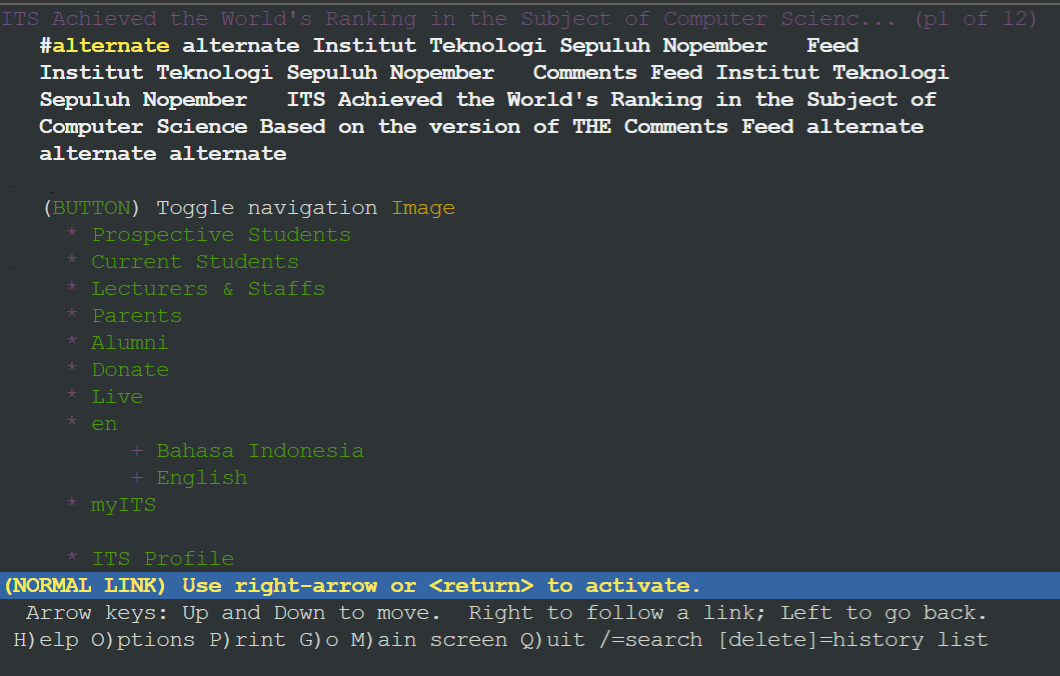 ITS Achieved the World's Ranking in the Subject of Computer Scienc... (p1 of 12)
#alternate alternate Institut Teknologi Sepuluh Nopember   Feed
Institut Teknologi Sepuluh Nopember   Comments Feed Institut Teknologi
Sepuluh Nopember   ITS Achieved the World's Ranking in the Subject of
Computer Science Based on the version of THE Comments Feed alternate
alternate alternate
(BUTTON) Toggle navigation Image
* Prospective Students
* Current Students
* Lecturers & Staffs
* Parents
* Alumni
* Donate
* Live
* en
+ Bahasa Indonesia
+ English
* myITS
* ITS Profile
(NORMAL LINK) Use right-arrow or <return> to activate.
Arrow keys: Up and Down to move.  Right to follow a link; Left to go back.
H)elp O)ptions P)rint G)o M)ain screen Q)uit /=search [delete]=history list